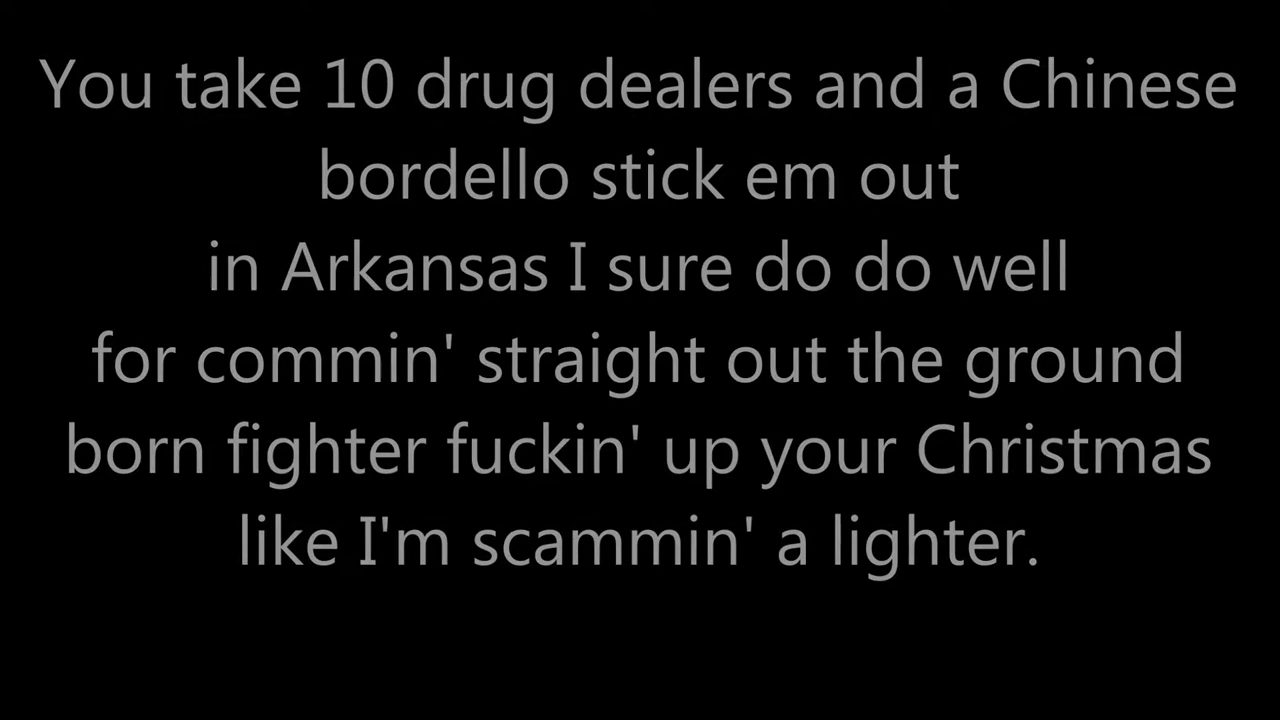 You take 10 drug dealers and a Chinese
bordello stick em out
in Arkansas I sure do do well
for commin' straight out the ground
born fighter fuckin' up your Christmas
like I'm scammin' a lighter.